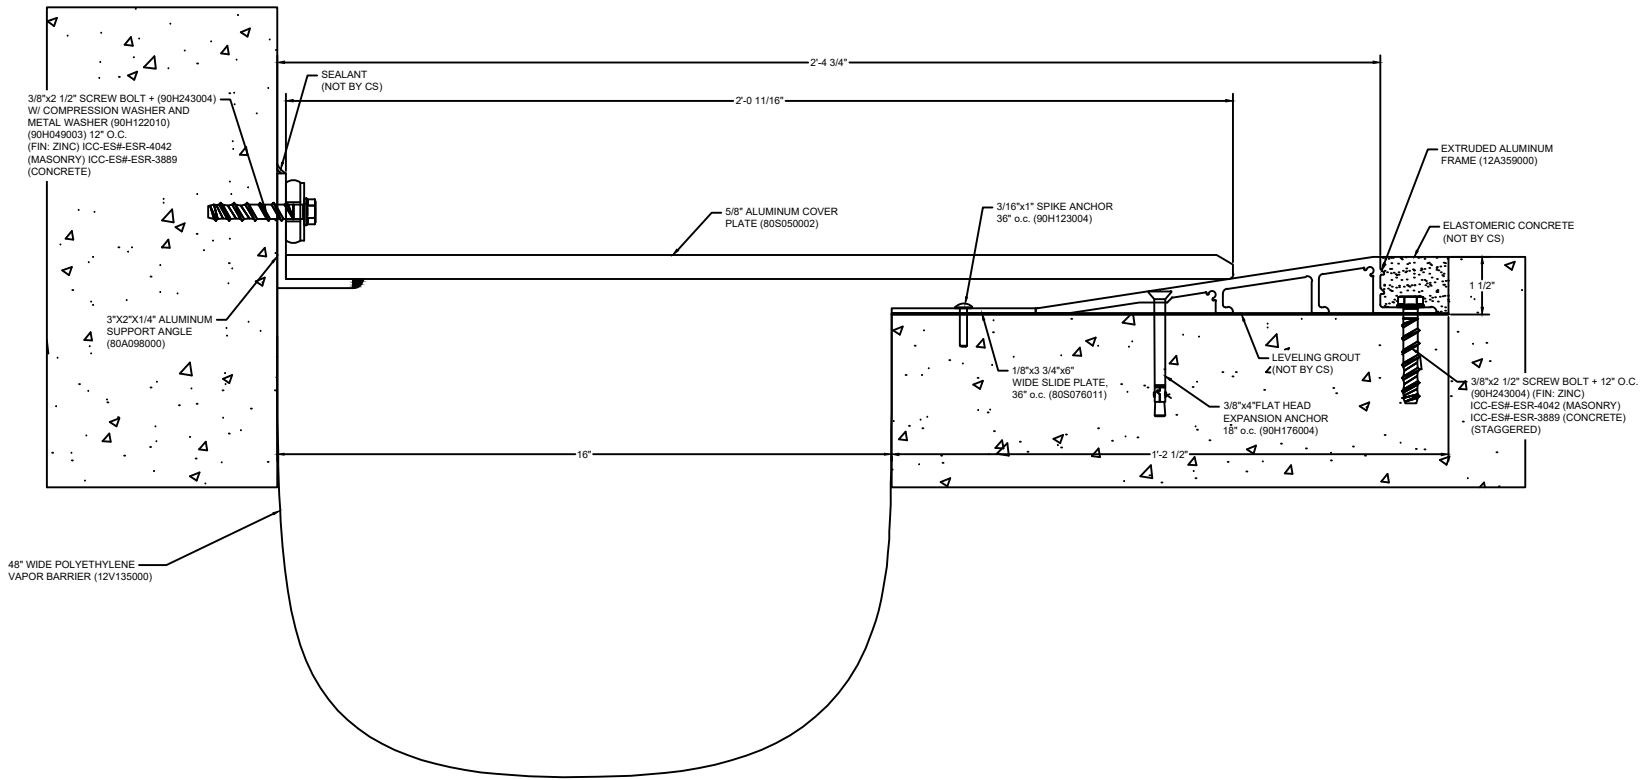 2'-4 3/4"
SEALANT
(NOT BY CS)
3/8"x2 1/2" SCREW BOLT + (90H243004)
W/ COMPRESSION WASHER AND
METAL WASHER (90H122010)
(90H049003) 12" O.C.
(FIN: ZINC) ICC-ES#-ESR-4042
(MASONRY) ICC-ES#-ESR-3889
(CONCRETE)
2'-0 11/16"
EXTRUDED ALUMINUM
FRAME (12A359000)
5/8" ALUMINUM COVER
PLATE (80S050002)
3/16"x1" SPIKE ANCHOR
36" o.c. (90H123004)
ELASTOMERIC CONCRETE
(NOT BY CS)
1 1/2"
3"X2"X1/4" ALUMINUM
SUPPORT ANGLE
(80A098000)
1/8"x3 3/4"x6"
WIDE SLIDE PLATE,
36" o.c. (80S076011)
LEVELING GROUT
(NOT BY CS)
3/8"x4"FLAT HEAD
EXPANSION ANCHOR
18" o.c. (90H176004)
3/8"x2 1/2" SCREW BOLT + 12" O.C.
(90H243004) (FIN: ZINC)
ICC-ES#-ESR-4042 (MASONRY)
ICC-ES#-ESR-3889 (CONCRETE)
(STAGGERED)
16"
1'-2 1/2"
48" WIDE POLYETHYLENE
VAPOR BARRIER (12V135000)